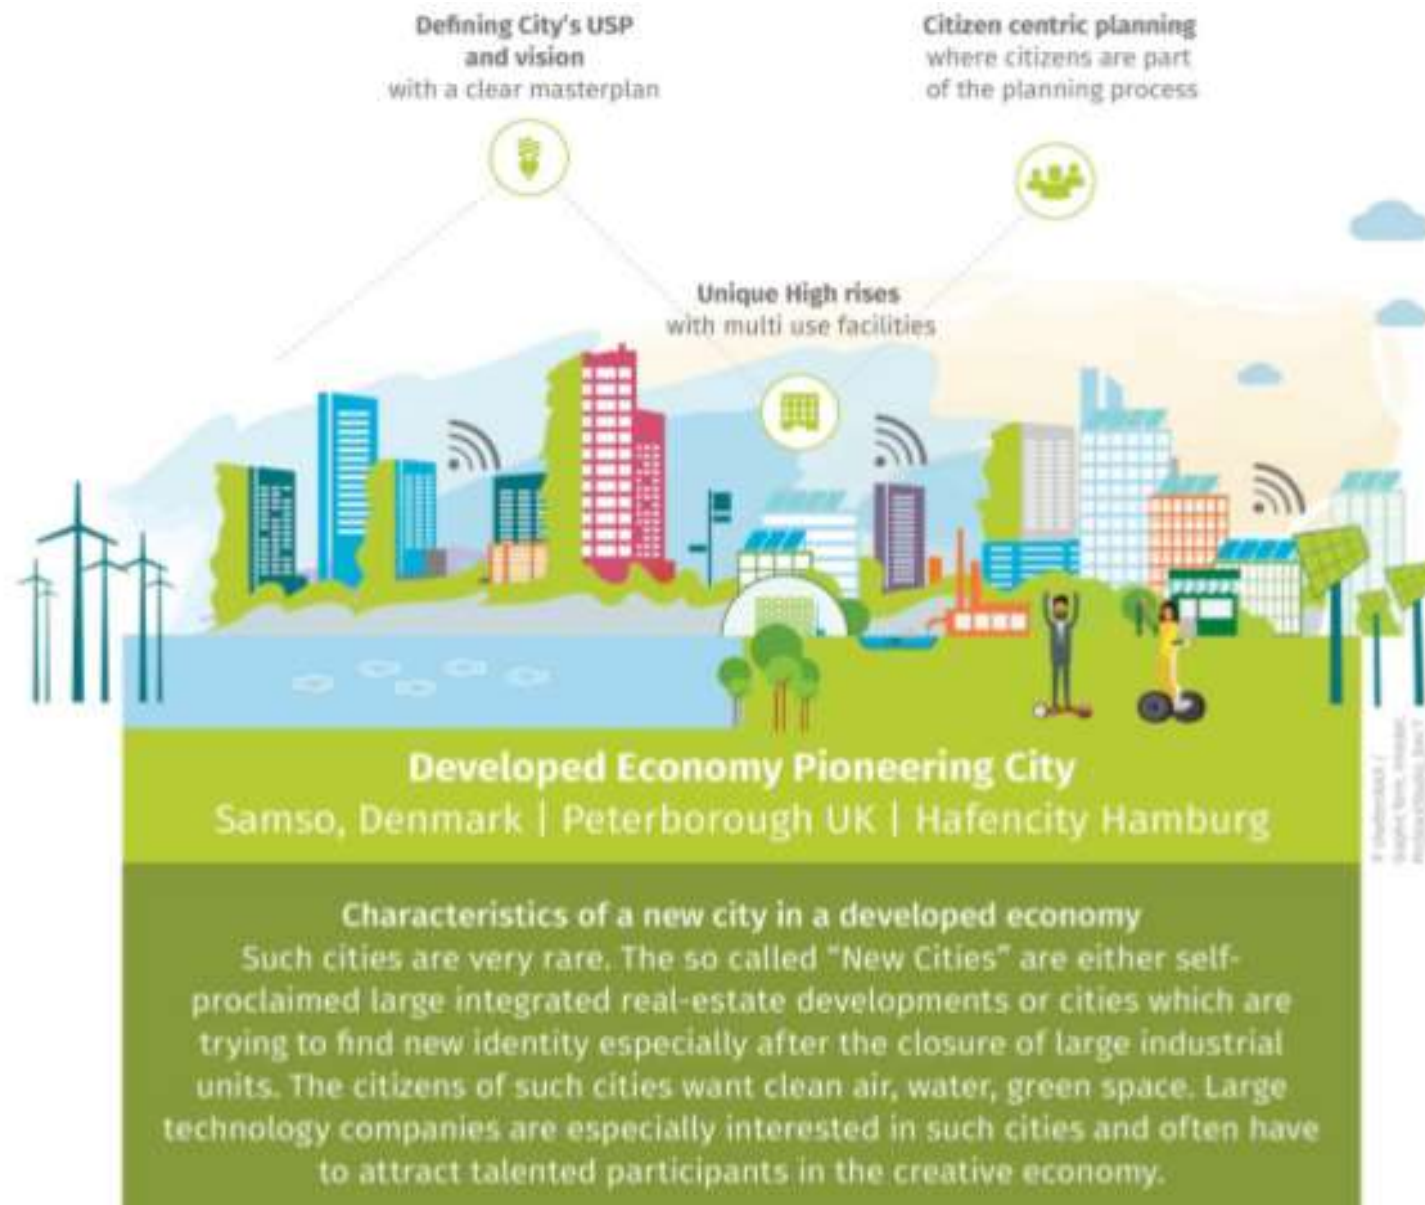 Defining City's USP
and vision
with a clear masterplan
Citizen centric planning
where citizens are part
of the planning process
Unique High rises
with multi use facilities
Developed Economy Pioneering City
Samso, Denmark | Peterborough UK | Hafencity Hamburg
Characteristics of a new city in a developed economy
Such cities are very rare. The so called "New Cities" are either self-
proclaimed large integrated real-estate developments or cities which are
trying to find new identity especially after the closure of large industrial
units. The citizens of such cities want clean air, water, green space. Large
technology companies are especially interested in such cities and often have
to attract talented participants in the creative economy.